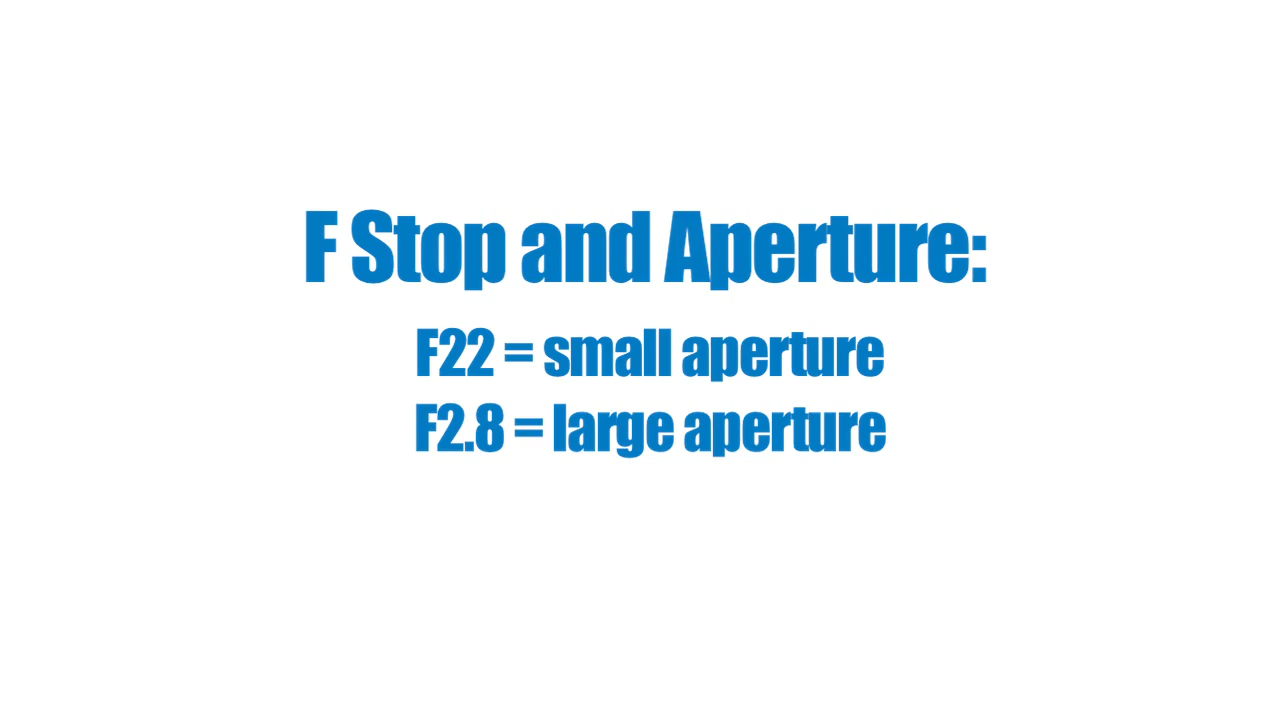 F Stop and Aperture:
F22 = small aperture
F2.8 = large aperture